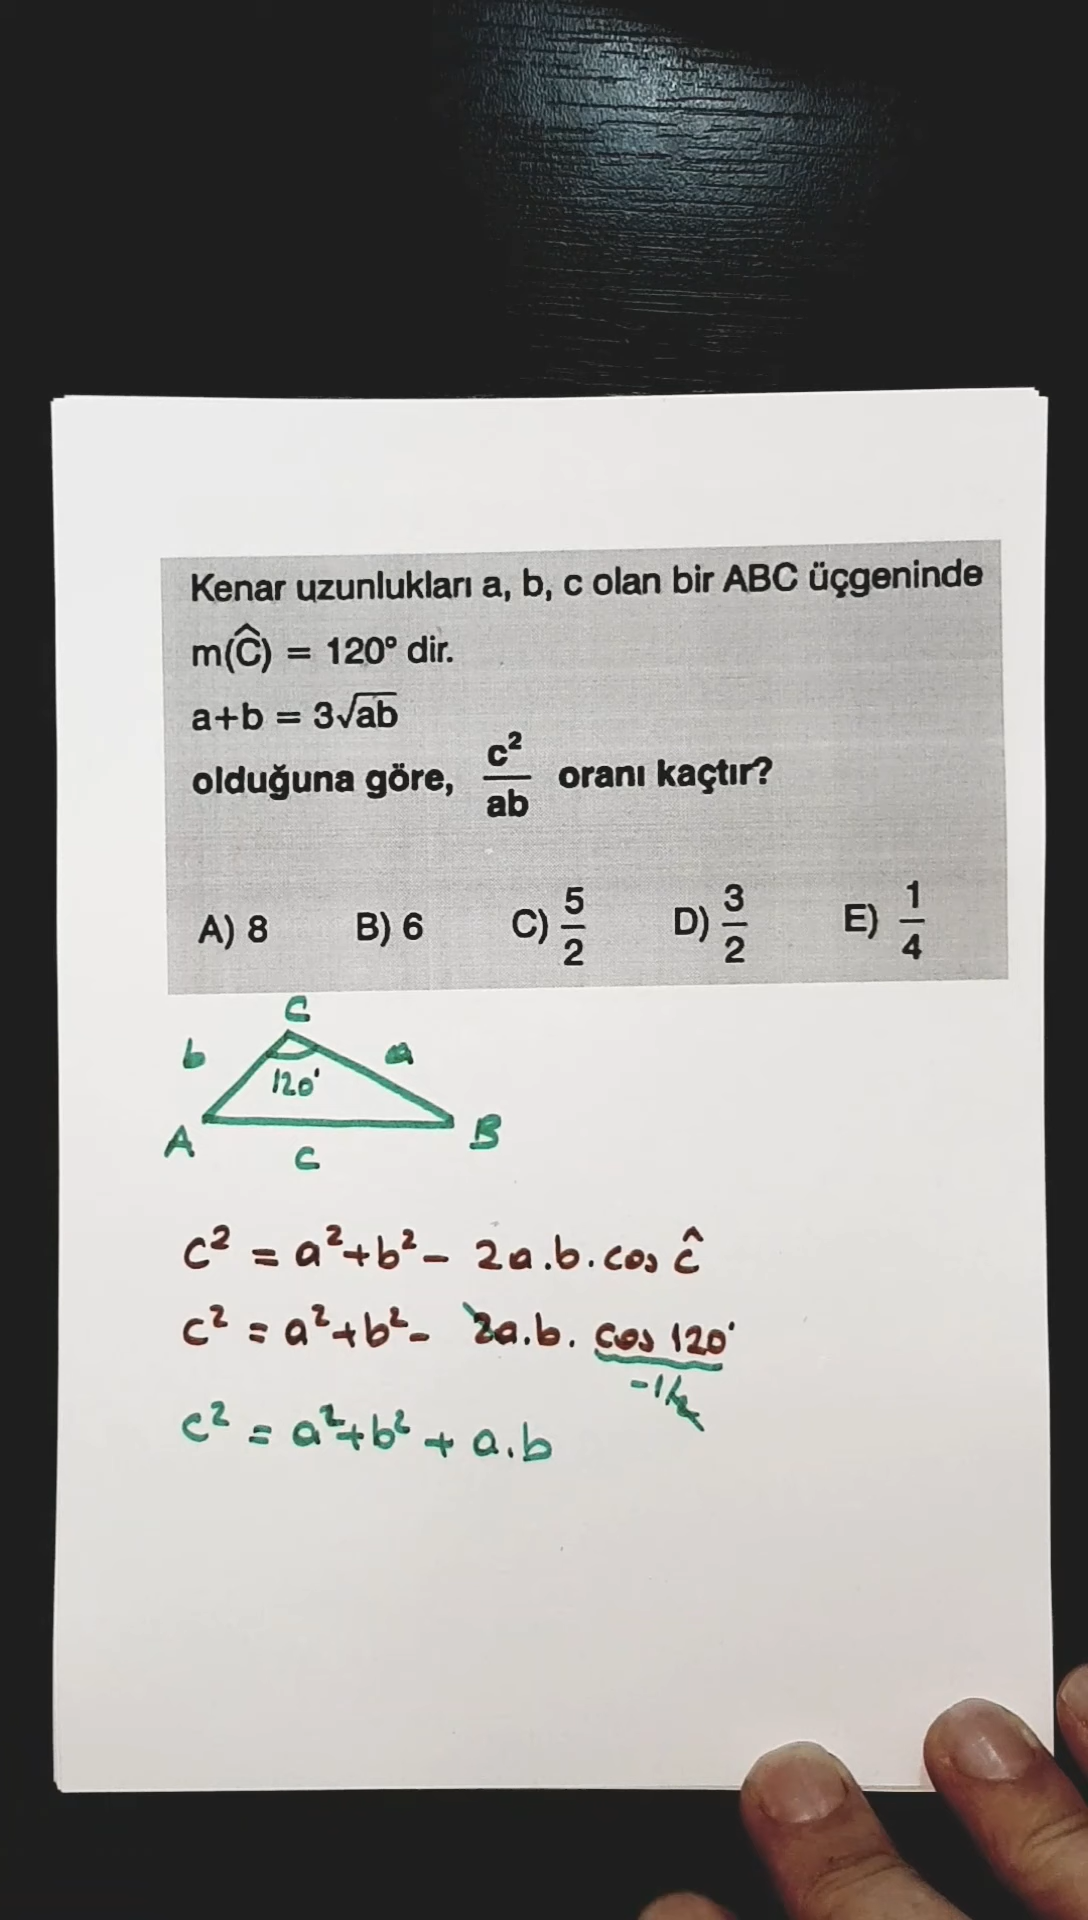 Kenar uzunlukları a, b, c olan bir ABC üçgeninde
m(Ĉ) = 120° dir.
a+b = 3√ab
olduğuna göre, c²/ab oranı kaçtır?
A) 8 B) 6 C) 5/2 D) 3/2 E) 1/4
C
b a
120°
A B
c
c² = a²+b² - 2a.b.cos ĉ
c² = a²+b² - 2a.b. cos 120°
-1/2
c² = a²+b² + a.b